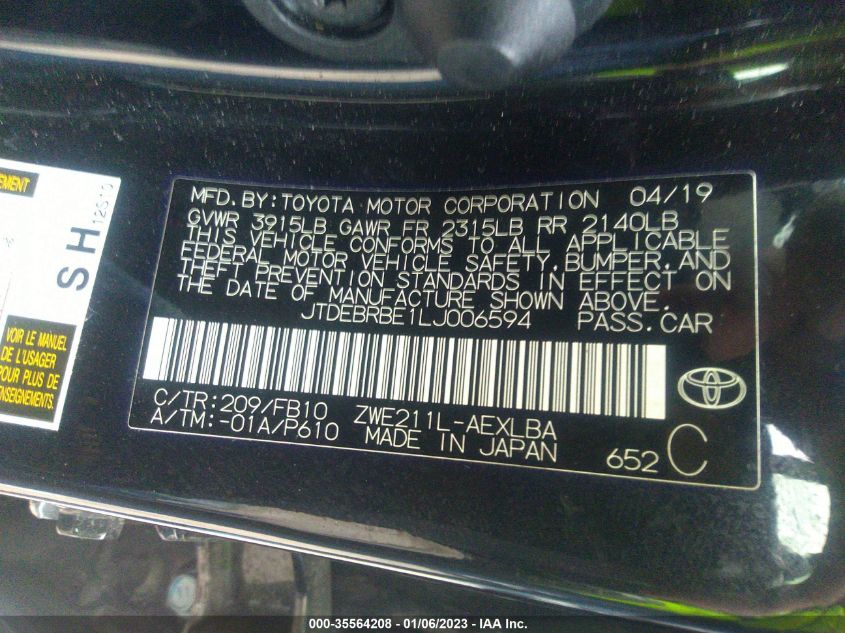 MFD. BY: TOYOTA MOTOR CORPORATION 04/19
GVWR 3915LB GAWR FR 2315LB RR 2140LB
THIS VEHICLE CONFORMS TO ALL APPLICABLE
FEDERAL MOTOR VEHICLE SAFETY, BUMPER, AND
THEFT PREVENTION STANDARDS IN EFFECT ON
THE DATE OF MANUFACTURE SHOWN ABOVE.
JTDEBRBE1LJ006594 PASS. CAR
C/TR: 209/FB10 ZWE211L-AEXLBA
A/TM: -01A/P610 MADE IN JAPAN
652 C
SH
12610
VOIR LE MANUEL
DE L'USAGER
POUR PLUS DE
000-35564208 - 01/06/2023 - IAA Inc.